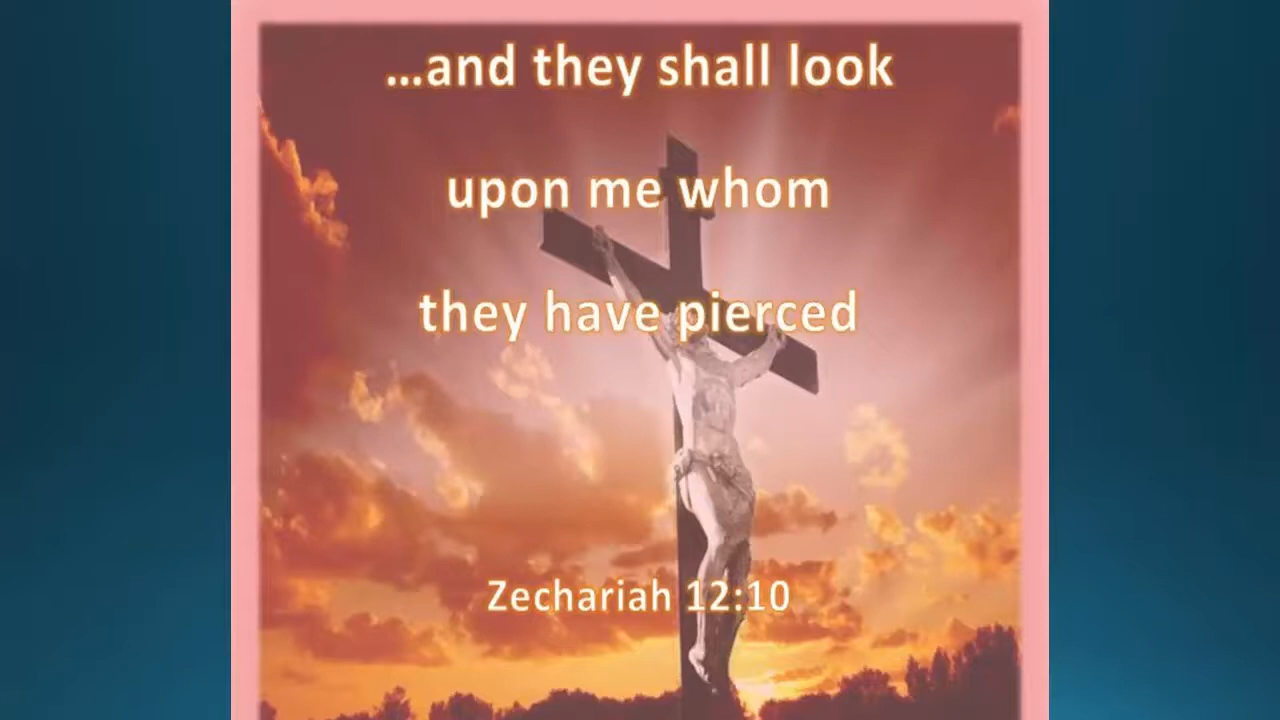 ...and they shall look
upon me whom
they have pierced
Zechariah 12:10